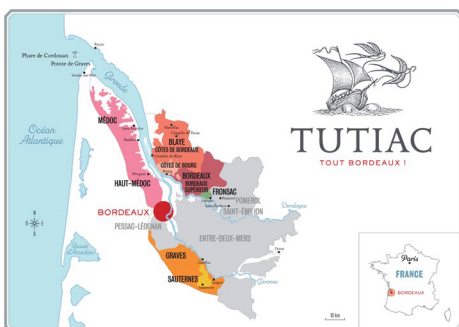 Royan
Phare de Cordouan
Pointe de Grave
Gironde
MÉDOC
Océan
Atlantique
BLAYE
CÔTES DE BORDEAUX
CÔTES DE BOURG
BORDEAUX
BORDEAUX
SUPÉRIEUR
HAUT-MÉDOC
FRONSAC
POMEROL
SAINT-ÉMILION
Dordogne
BORDEAUX
PESSAC-LÉOGNAN
ENTRE-DEUX-MERS
GRAVES
SAUTERNES
Garonne
10 km
TUTIAC
TOUT BORDEAUX !
Paris
FRANCE
BORDEAUX